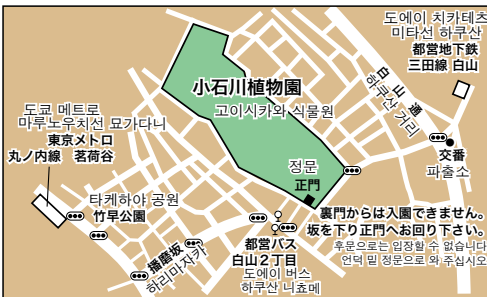 도에이 치카테츠
미타선 하쿠산
都営地下鉄
三田線 白山
小石川植物園
고이시카와 식물원
白山通
하쿠산 거리
도쿄 메트로
마루노우치선 묘가다니
東京メトロ
丸ノ内線 茗荷谷
정문
正門
交番
파출소
타케하야 공원
竹早公園
裏門からは入園できません。
坂を下り正門へお回り下さい。
후문으로는 입장할 수 없습니다
언덕 밑 정문으로 와 주십시오
播磨坂
하리마자카
都営バス
白山2丁目
도에이 버스
하쿠산 니쵸메